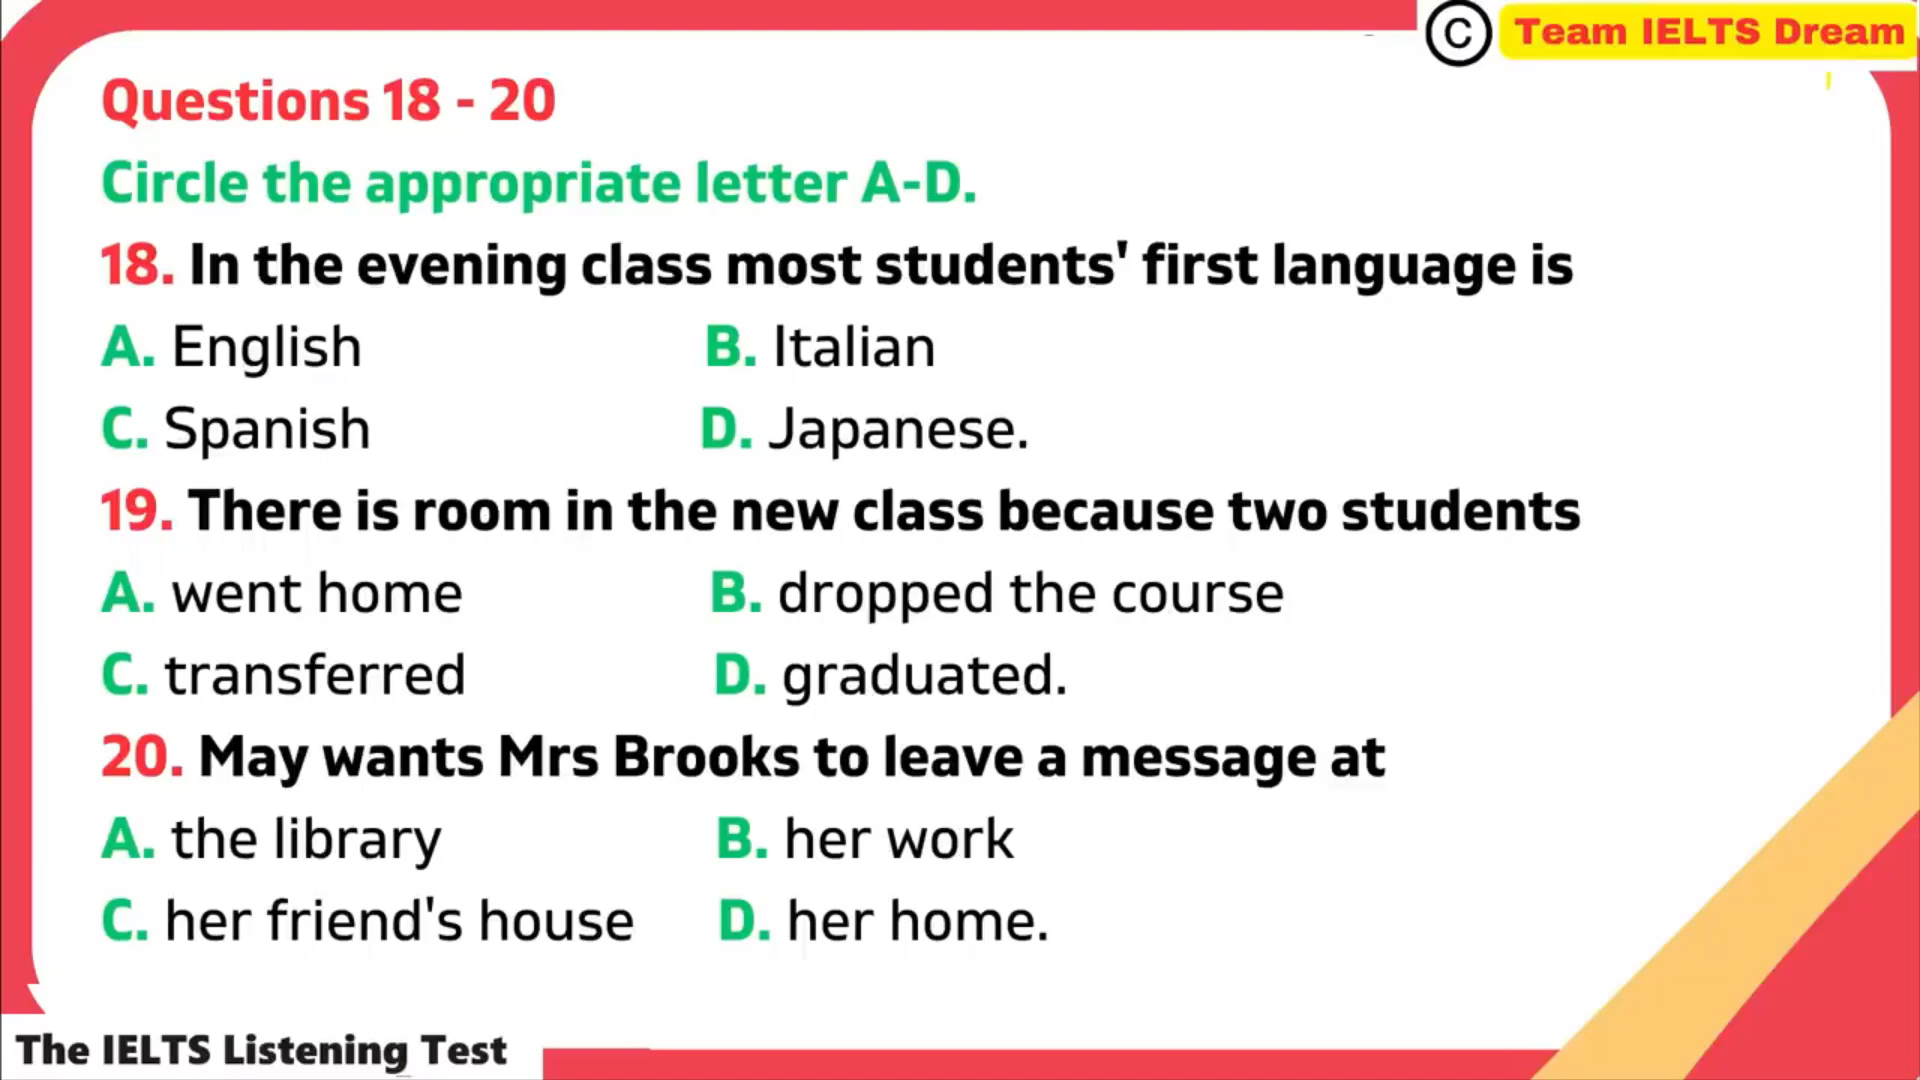 © Team IELTS Dream
Questions 18 - 20
Circle the appropriate letter A-D.
18. In the evening class most students' first language is
A. English B. Italian
C. Spanish D. Japanese.
19. There is room in the new class because two students
A. went home B. dropped the course
C. transferred D. graduated.
20. May wants Mrs Brooks to leave a message at
A. the library B. her work
C. her friend's house D. her home.
The IELTS Listening Test